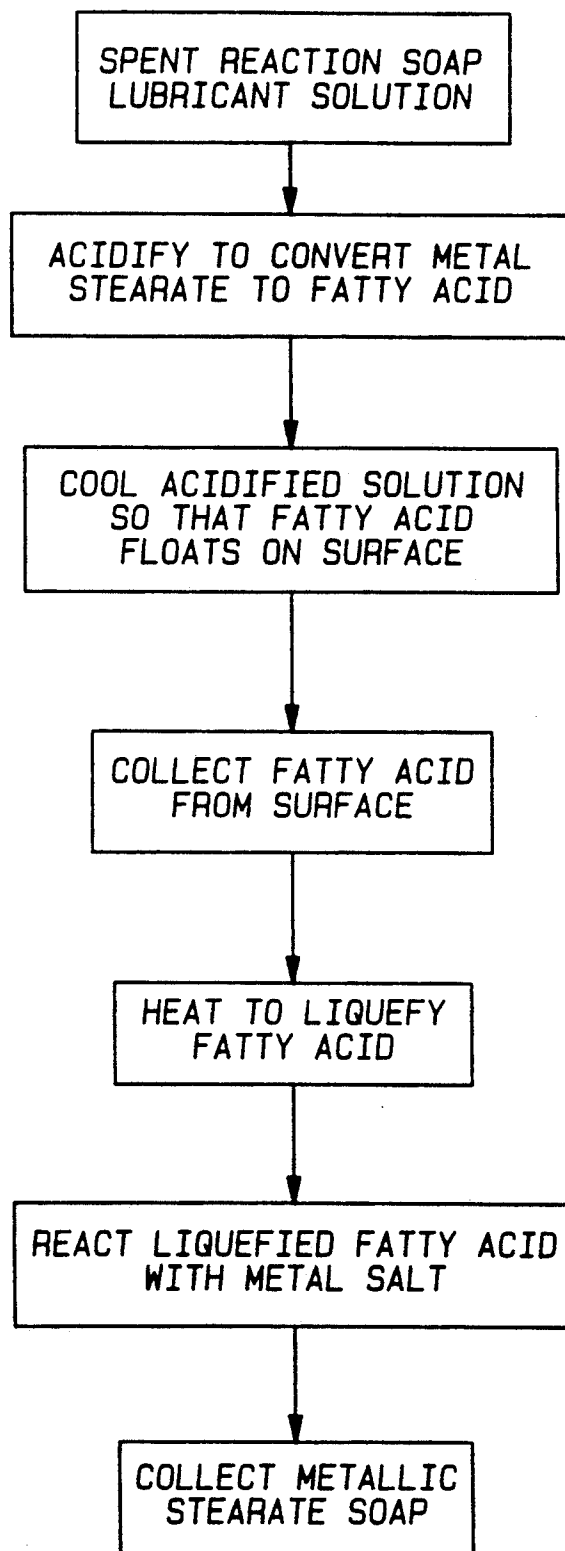 SPENT REACTION SOAP
LUBRICANT SOLUTION
ACIDIFY TO CONVERT METAL
STEARATE TO FATTY ACID
COOL ACIDIFIED SOLUTION
SO THAT FATTY ACID
FLOATS ON SURFACE
COLLECT FATTY ACID
FROM SURFACE
HEAT TO LIQUEFY
FATTY ACID
REACT LIQUEFIED FATTY ACID
WITH METAL SALT
COLLECT METALLIC
STEARATE SOAP